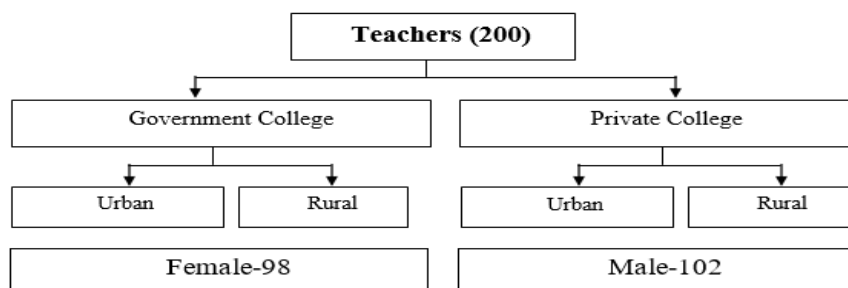 Teachers (200)
Government College
Private College
Urban
Rural
Urban
Rural
Female-98
Male-102